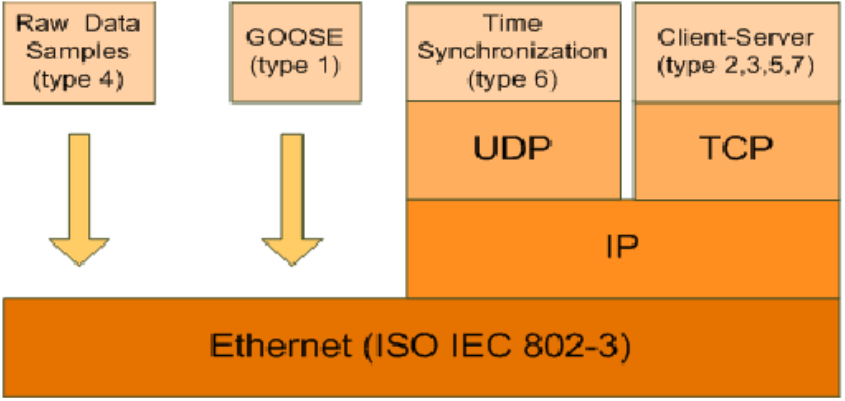 Raw Data
Samples
(type 4)
GOOSE
(type 1)
Time
Synchronization
(type 6)
Client-Server
(type 2,3,5,7)
UDP
TCP
IP
Ethernet (ISO IEC 802-3)